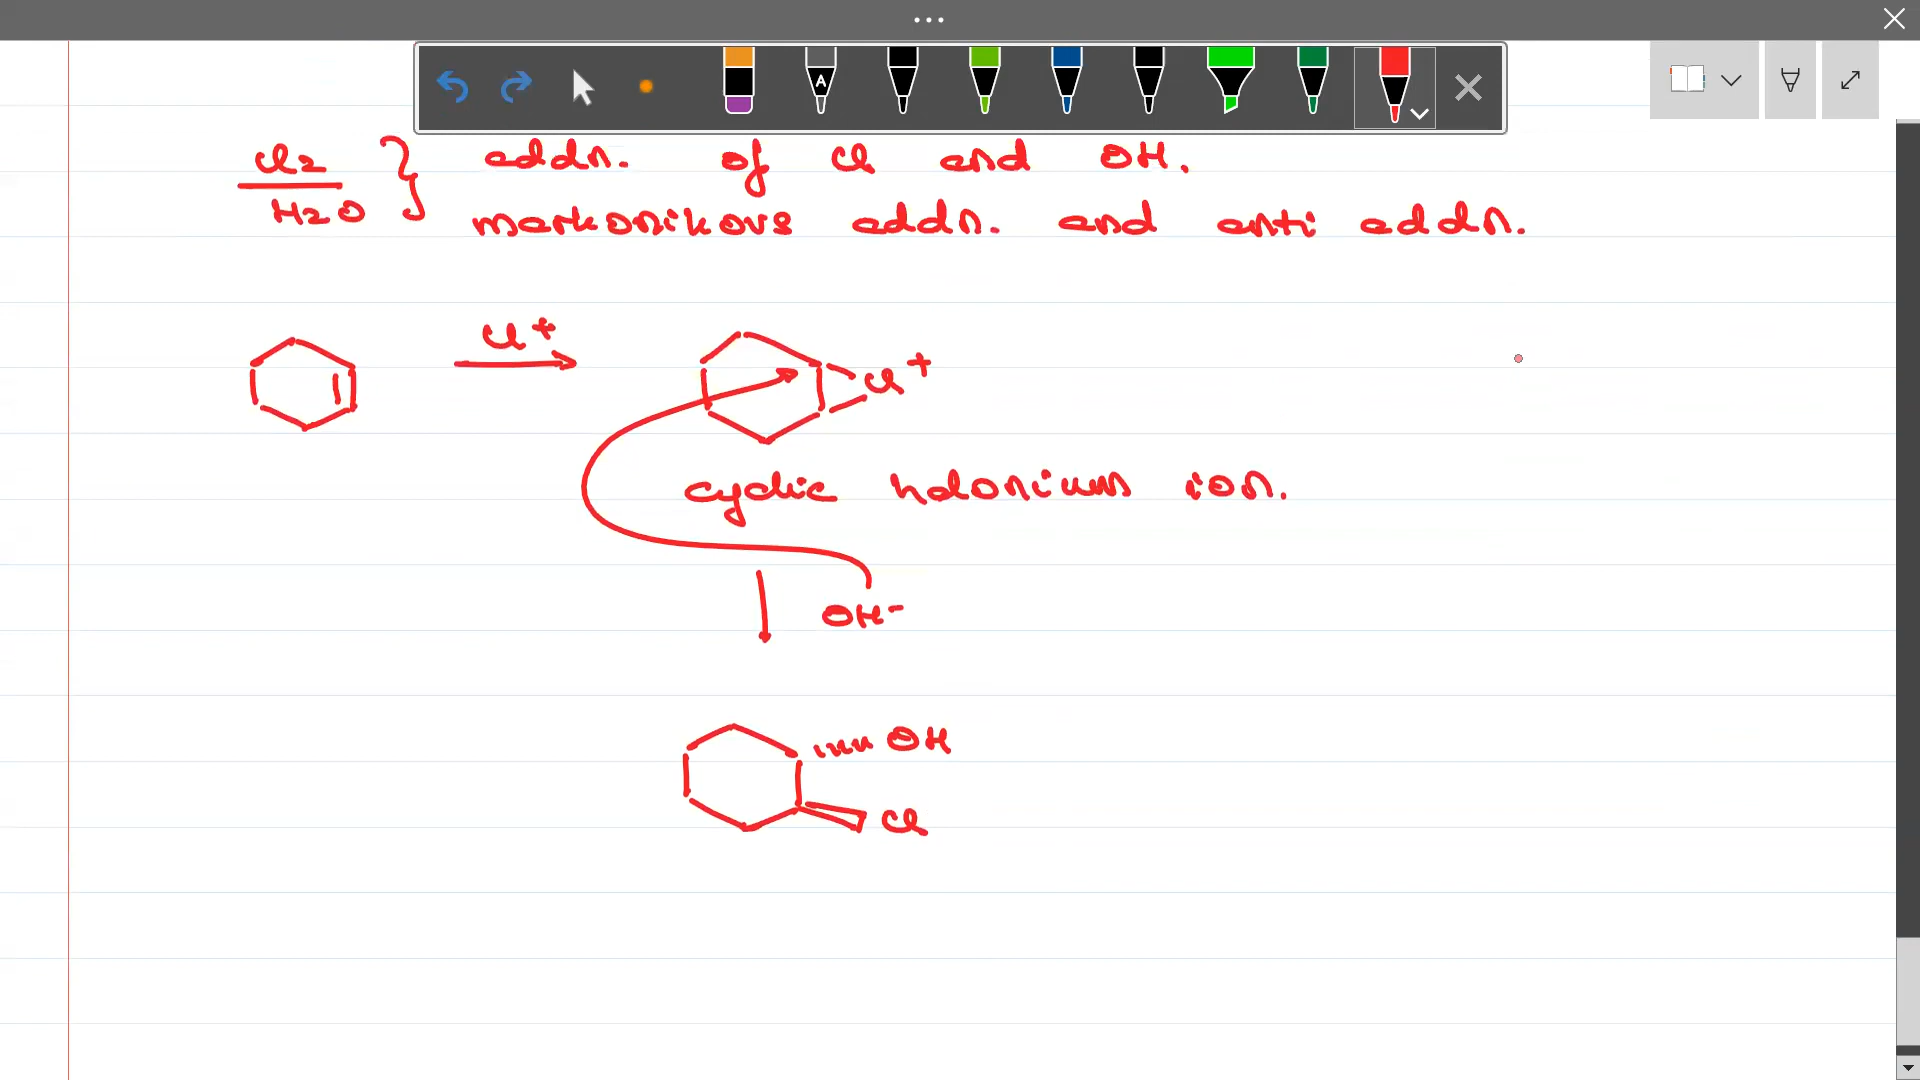 Cl2 } addn. of Cl and OH.
H2O markonikovs addn. and anti addn.
Cl+
Cl+
cyclic halonium ion.
OH-
OH
Cl